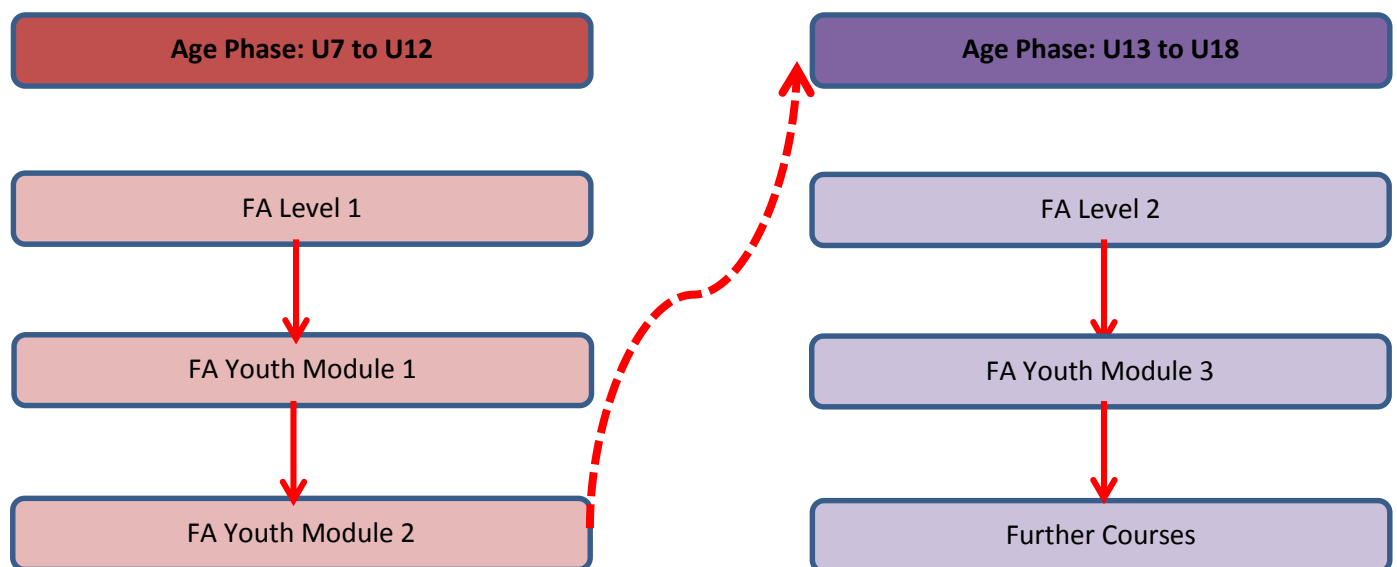 Age Phase: U7 to U12
FA Level 1
FA Youth Module 1
FA Youth Module 2
Age Phase: U13 to U18
FA Level 2
FA Youth Module 3
Further Courses